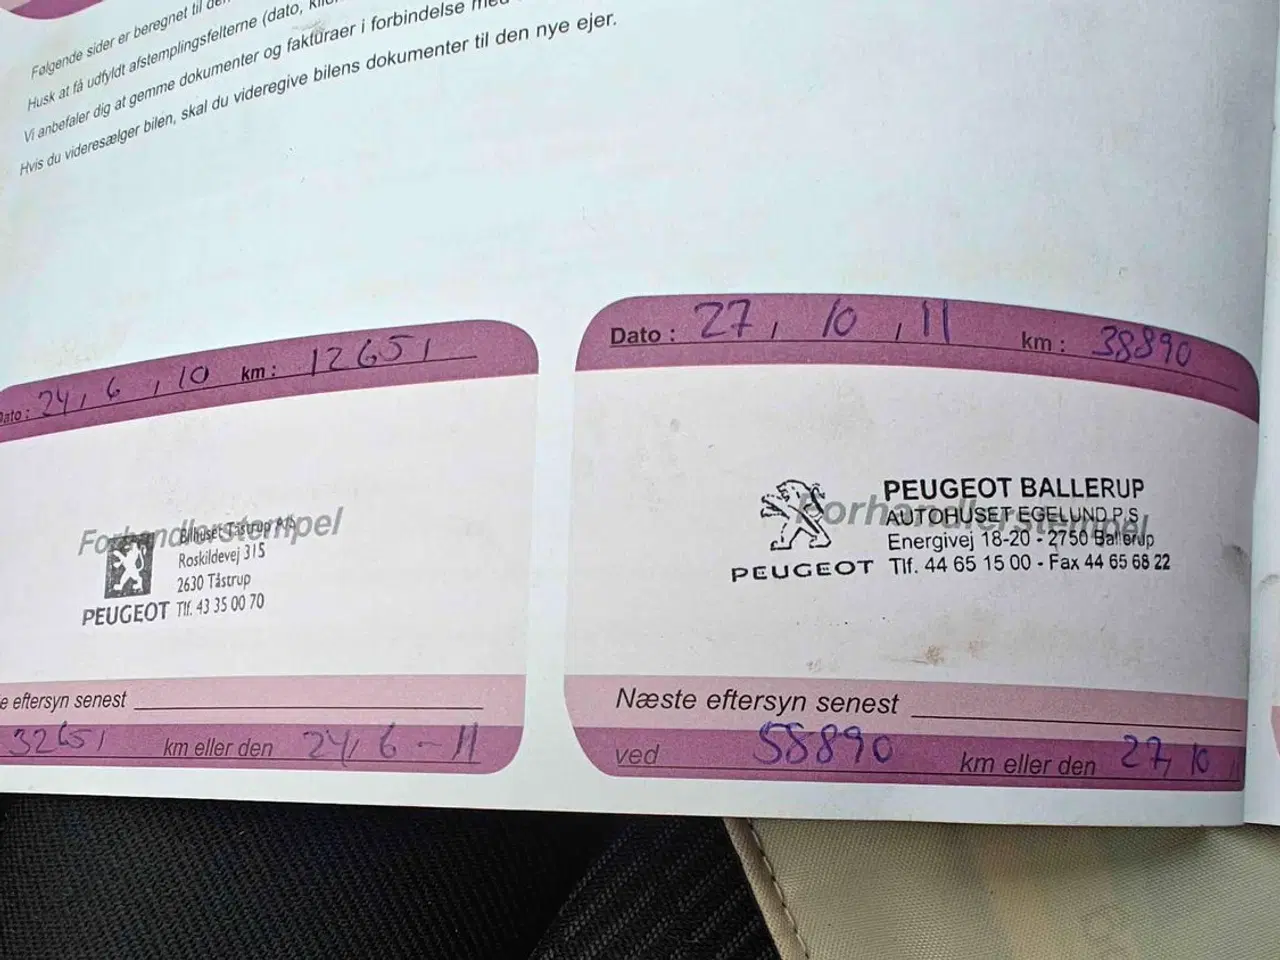 Følgende sider er beregnet til
Husk at få udfyldt afstemplingsfelterne (dato,
Vi anbefaler dig at gemme dokumenter og fakturaer i forbindelse med
Hvis du videresælger bilen, skal du videregive bilens dokumenter til den nye ejer.
Dato : 24, 6, 10 km : 12651
Forhandlerstempel
Bilhuset Tåstrup A/S
Roskildevej 315
2630 Tåstrup
PEUGEOT Tlf. 43 35 00 70
eftersyn senest
32651 km eller den 24, 6 - 11
Dato : 27, 10, 11 km : 38890
Forhandlerstempel
PEUGEOT BALLERUP
AUTOHUSET EGELUND P.S
Energivej 18-20 - 2750 Ballerup
PEUGEOT Tlf. 44 65 15 00 - Fax 44 65 68 22
Næste eftersyn senest
ved 58890 km eller den 27, 10